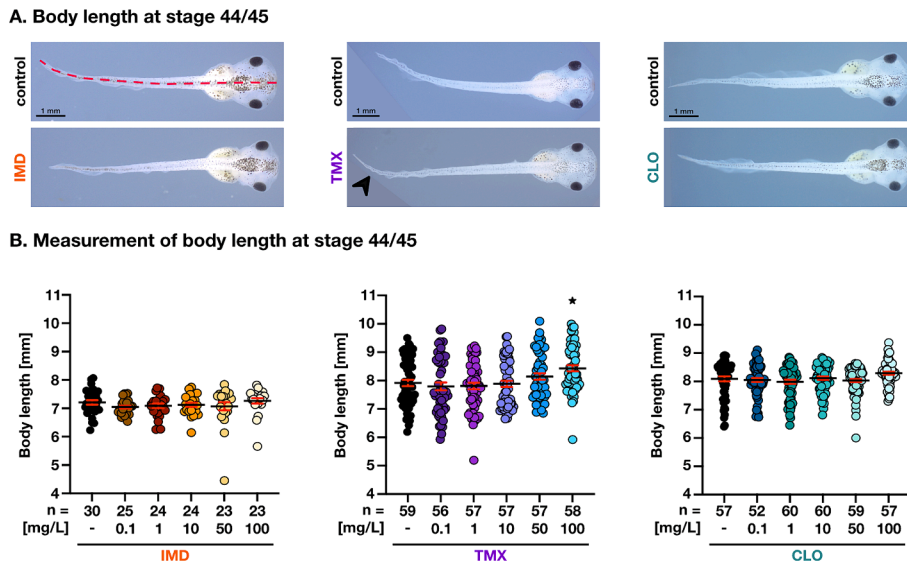 A. Body length at stage 44/45
control
1 mm
control
1 mm
control
1 mm
IMD
TMX
CLO
B. Measurement of body length at stage 44/45
Body length [mm]
11
10
9
8
7
6
5
4
n = 30 25 24 24 23 23
[mg/L] - 0.1 1 10 50 100
IMD
Body length [mm]
11
10
9
8
7
6
5
4
★
n = 59 56 57 57 57 58
[mg/L] - 0.1 1 10 50 100
TMX
Body length [mm]
11
10
9
8
7
6
5
4
n = 57 52 60 60 59 57
[mg/L] - 0.1 1 10 50 100
CLO